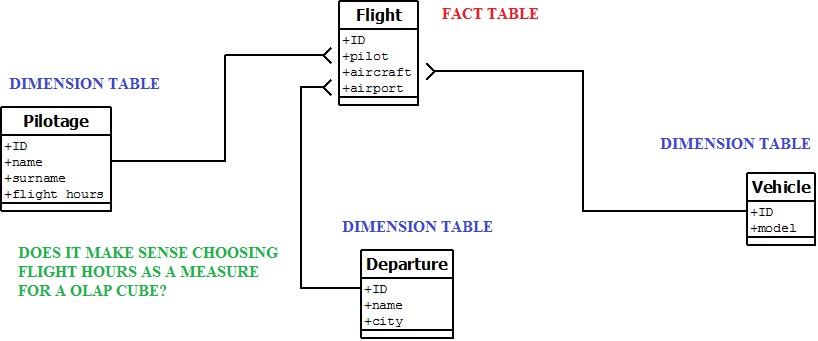 Flight
FACT TABLE
+ID
+pilot
+aircraft
+airport
DIMENSION TABLE
Pilotage
+ID
+name
+surname
+flight hours
DIMENSION TABLE
Vehicle
+ID
+model
DIMENSION TABLE
Departure
+ID
+name
+city
DOES IT MAKE SENSE CHOOSING
FLIGHT HOURS AS A MEASURE
FOR A OLAP CUBE?